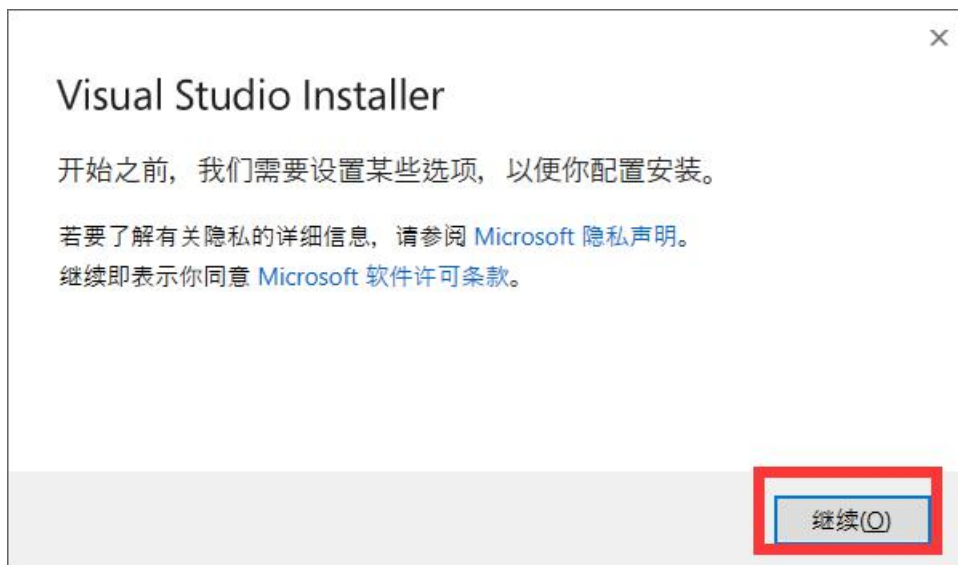 Visual Studio Installer
开始之前，我们需要设置某些选项，以便你配置安装。
若要了解有关隐私的详细信息，请参阅 Microsoft 隐私声明。
继续即表示你同意 Microsoft 软件许可条款。
继续(O)